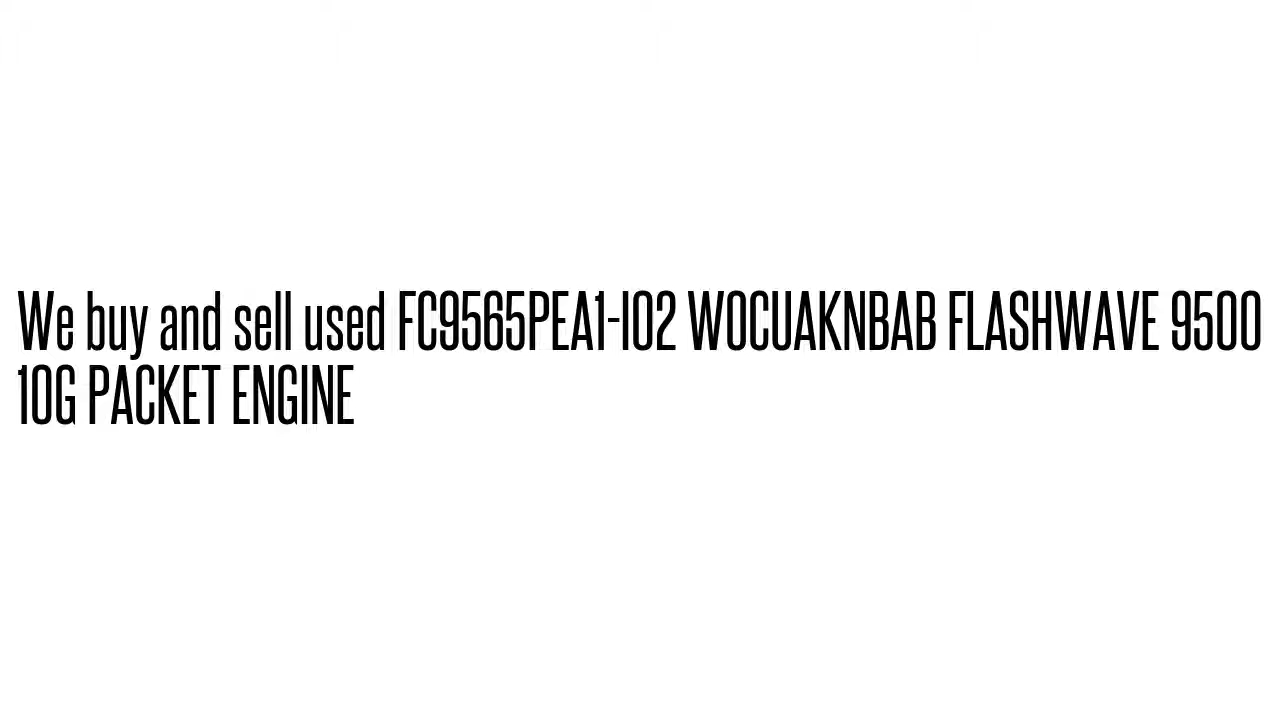 We buy and sell used FC9565PEA1-I02 WOCUAKNBAB FLASHWAVE 9500
10G PACKET ENGINE